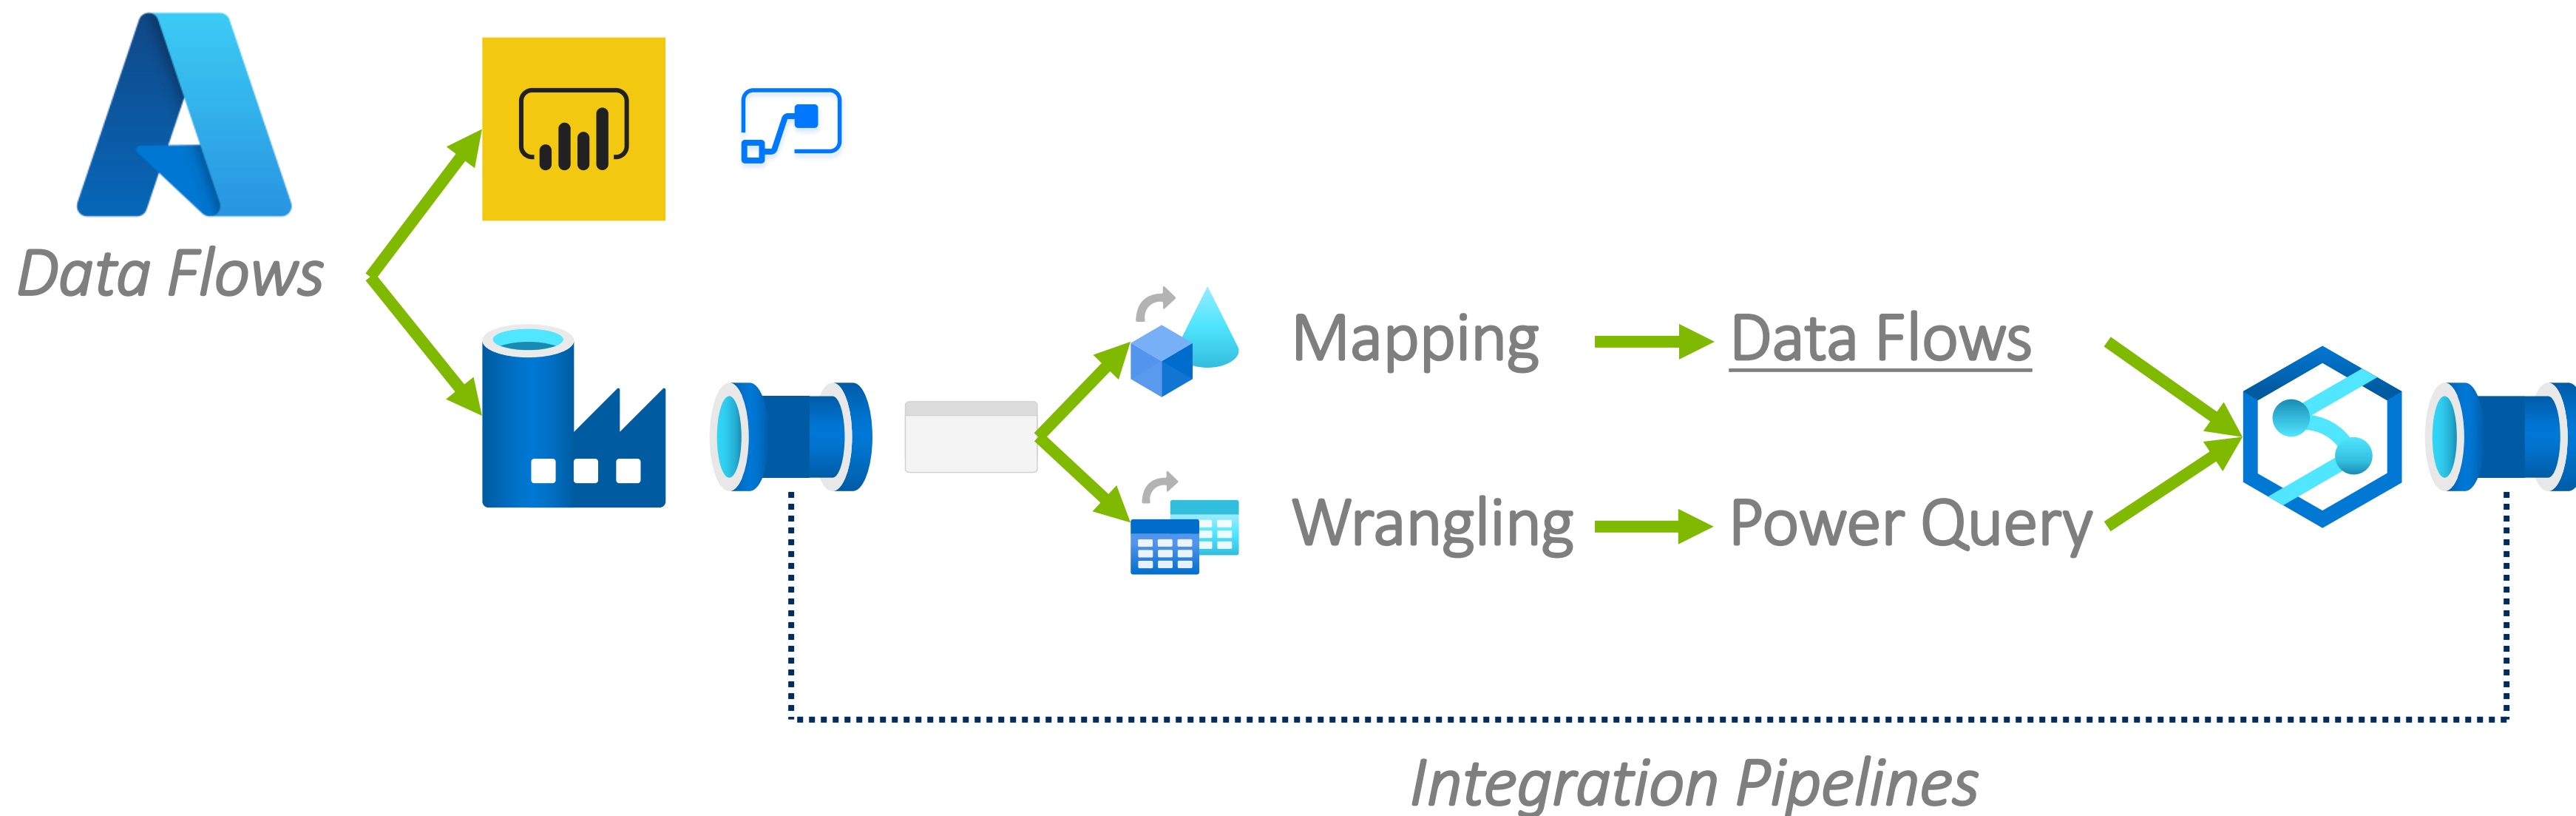 Data Flows
Mapping
Data Flows
Wrangling
Power Query
Integration Pipelines